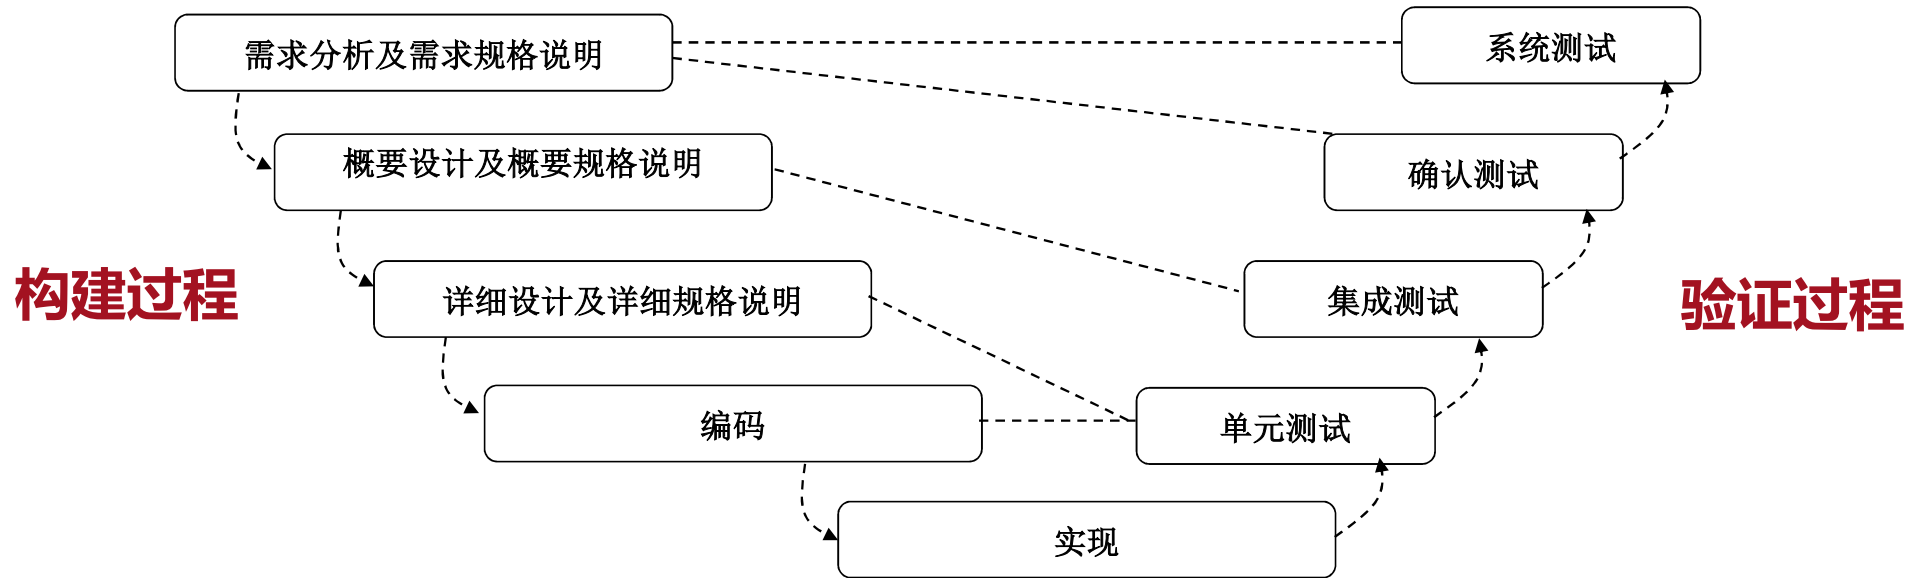 需求分析及需求规格说明
系统测试
概要设计及概要规格说明
确认测试
构建过程
详细设计及详细规格说明
集成测试
验证过程
编码
单元测试
实现